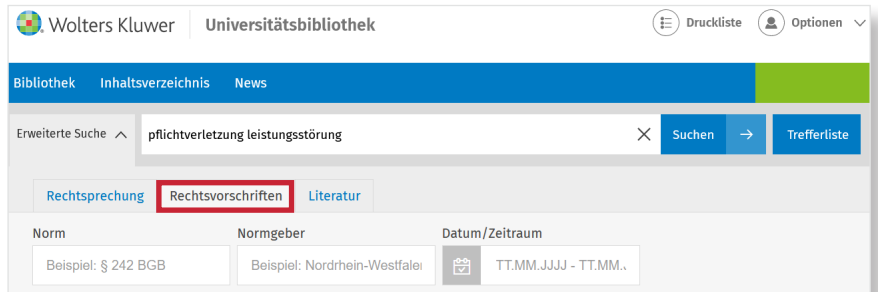 Wolters Kluwer Universitätsbibliothek Druckliste Optionen
Bibliothek Inhaltsverzeichnis News
Erweiterte Suche pflichtverletzung leistungsstörung Suchen Trefferliste
Rechtsprechung Rechtsvorschriften Literatur
Norm Normgeber Datum/Zeitraum
Beispiel: § 242 BGB Beispiel: Nordrhein-Westfale TT.MM.JJJJ - TT.MM.